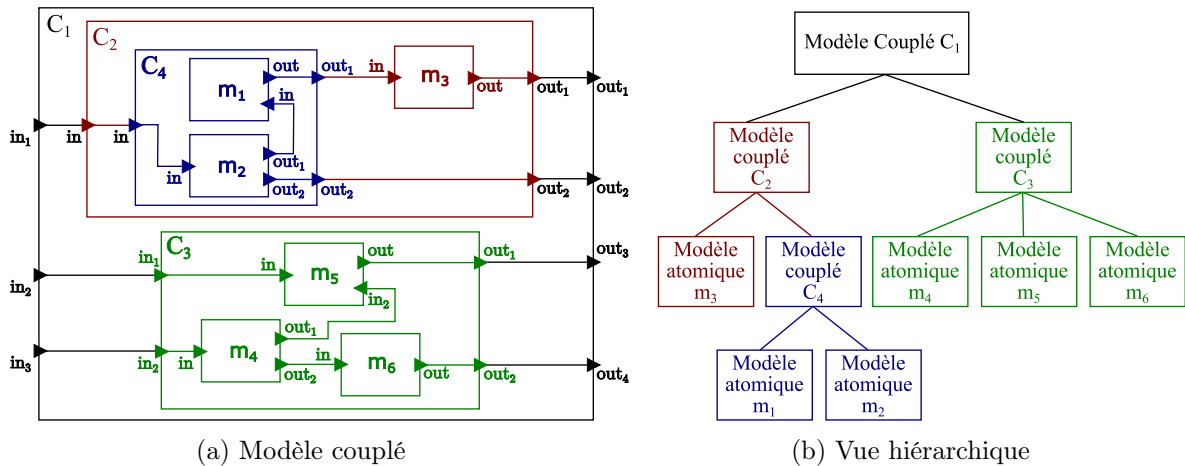 C₁
C₂
C₄
m₁
out
out₁
in
in
m₃
out
out₁
out₁
in₁
in
in
in
m₂
out₁
out₂
out₂
out₂
out₂
C₃
in₁
in
m₅
out
in₂
out₁
out₃
in₂
in₃
in₂
in
m₄
out₁
out₂
in
m₆
out
out₂
out₄
(a) Modèle couplé
Modèle Couplé C₁
Modèle
couplé
C₂
Modèle
couplé
C₃
Modèle
atomique
m₃
Modèle
couplé
C₄
Modèle
atomique
m₄
Modèle
atomique
m₅
Modèle
atomique
m₆
Modèle
atomique
m₁
Modèle
atomique
m₂
(b) Vue hiérarchique